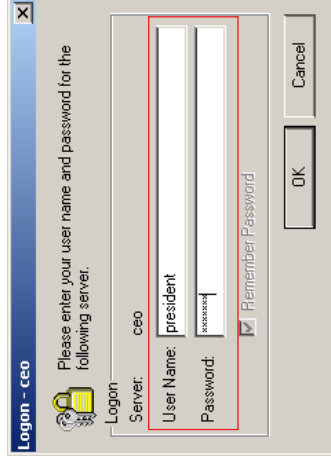 Logon - ceo
Please enter your user name and password for the
following server.
Logon
Server: ceo
User Name: president
Password: xxxxxxxx
Remember Password
OK Cancel